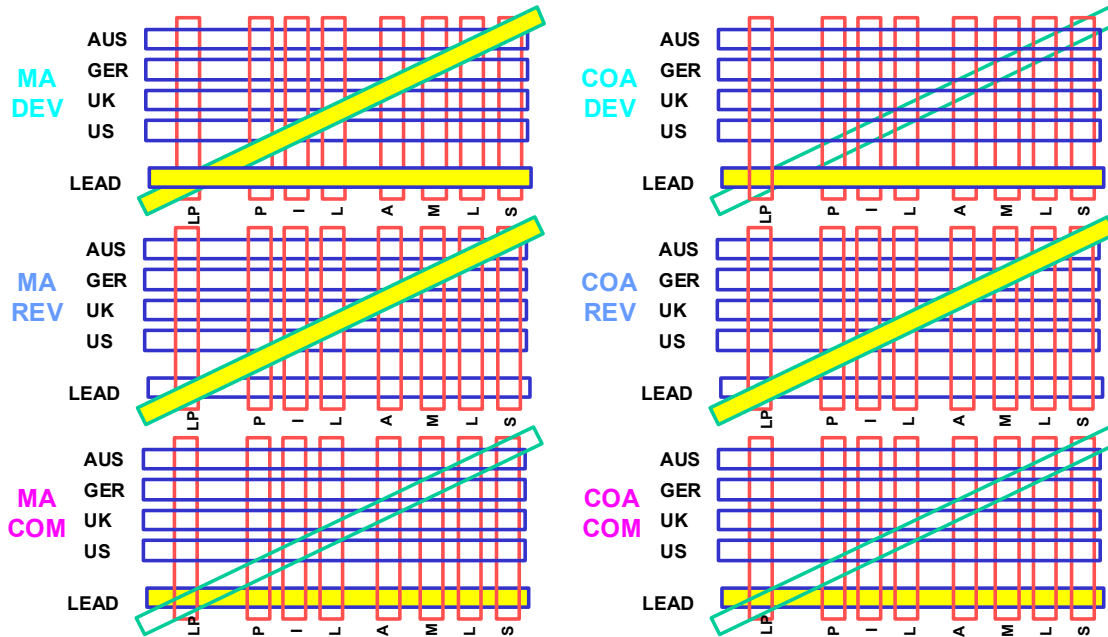 AUS
GER
MA
DEV
UK
US
LEAD
LP P I L A M L S
AUS
GER
COA
DEV
UK
US
LEAD
LP P I L A M L S
AUS
GER
MA
REV
UK
US
LEAD
LP P I L A M L S
AUS
GER
COA
REV
UK
US
LEAD
LP P I L A M L S
AUS
GER
MA
COM
UK
US
LEAD
LP P I L A M L S
AUS
GER
COA
COM
UK
US
LEAD
LP P I L A M L S